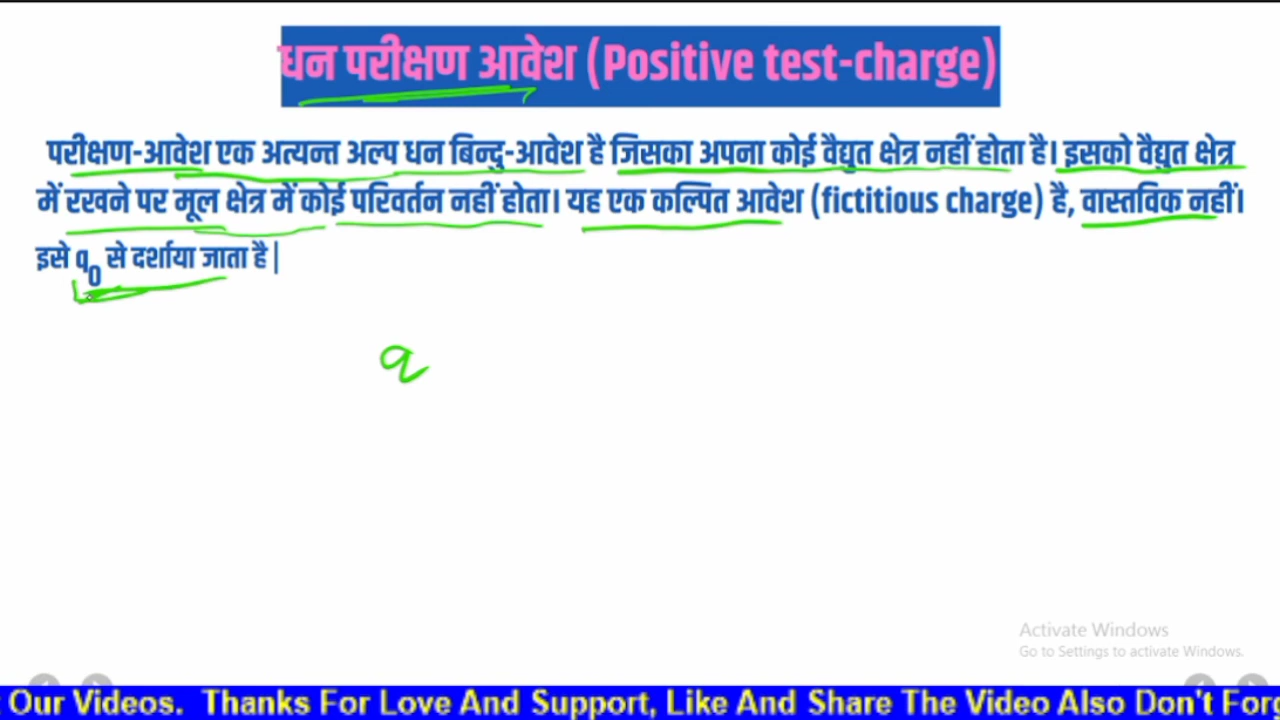 धन परीक्षण आवेश (Positive test-charge)
परीक्षण-आवेश एक अत्यन्त अल्प धन बिन्दु-आवेश है जिसका अपना कोई वैद्युत क्षेत्र नहीं होता है। इसको वैद्युत क्षेत्र
में रखने पर मूल क्षेत्र में कोई परिवर्तन नहीं होता। यह एक कल्पित आवेश (fictitious charge) है, वास्तविक नहीं।
इसे q0 से दर्शाया जाता है|
q
Activate Windows
Go to Settings to activate Windows.
Our Videos. Thanks For Love And Support, Like And Share The Video Also Don't Forg